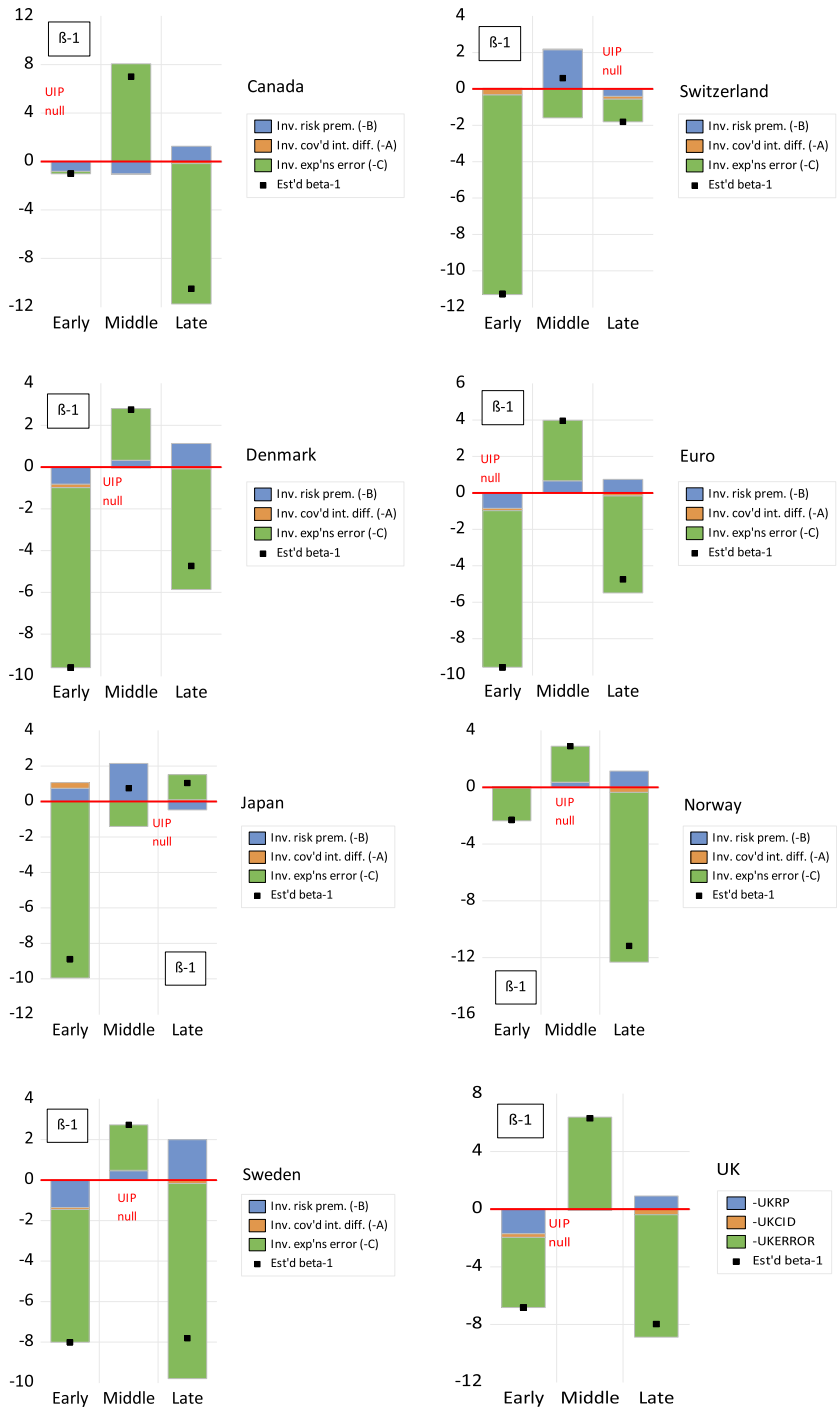 12
8
4
0
-4
-8
-12
ß-1
UIP
null
Early Middle Late
Canada
Inv. risk prem. (-B)
Inv. cov'd int. diff. (-A)
Inv. exp'ns error (-C)
Est'd beta-1
4
2
0
-2
-4
-6
-8
-10
-12
ß-1
UIP
null
Early Middle Late
Switzerland
Inv. risk prem. (-B)
Inv. cov'd int. diff. (-A)
Inv. exp'ns error (-C)
Est'd beta-1
4
2
0
-2
-4
-6
-8
-10
ß-1
UIP
null
Early Middle Late
Denmark
Inv. risk prem. (-B)
Inv. cov'd int. diff. (-A)
Inv. exp'ns error (-C)
Est'd beta-1
6
4
2
0
-2
-4
-6
-8
-10
ß-1
UIP
null
Early Middle Late
Euro
Inv. risk prem. (-B)
Inv. cov'd int. diff. (-A)
Inv. exp'ns error (-C)
Est'd beta-1
4
2
0
-2
-4
-6
-8
-10
-12
UIP
null
ß-1
Early Middle Late
Japan
Inv. risk prem. (-B)
Inv. cov'd int. diff. (-A)
Inv. exp'ns error (-C)
Est'd beta-1
4
0
-4
-8
-12
-16
UIP
null
ß-1
Early Middle Late
Norway
Inv. risk prem. (-B)
Inv. cov'd int. diff. (-A)
Inv. exp'ns error (-C)
Est'd beta-1
4
2
0
-2
-4
-6
-8
-10
ß-1
UIP
null
Early Middle Late
Sweden
Inv. risk prem. (-B)
Inv. cov'd int. diff. (-A)
Inv. exp'ns error (-C)
Est'd beta-1
8
4
0
-4
-8
-12
ß-1
UIP
null
Early Middle Late
UK
-UKRP
-UKCID
-UKERROR
Est'd beta-1